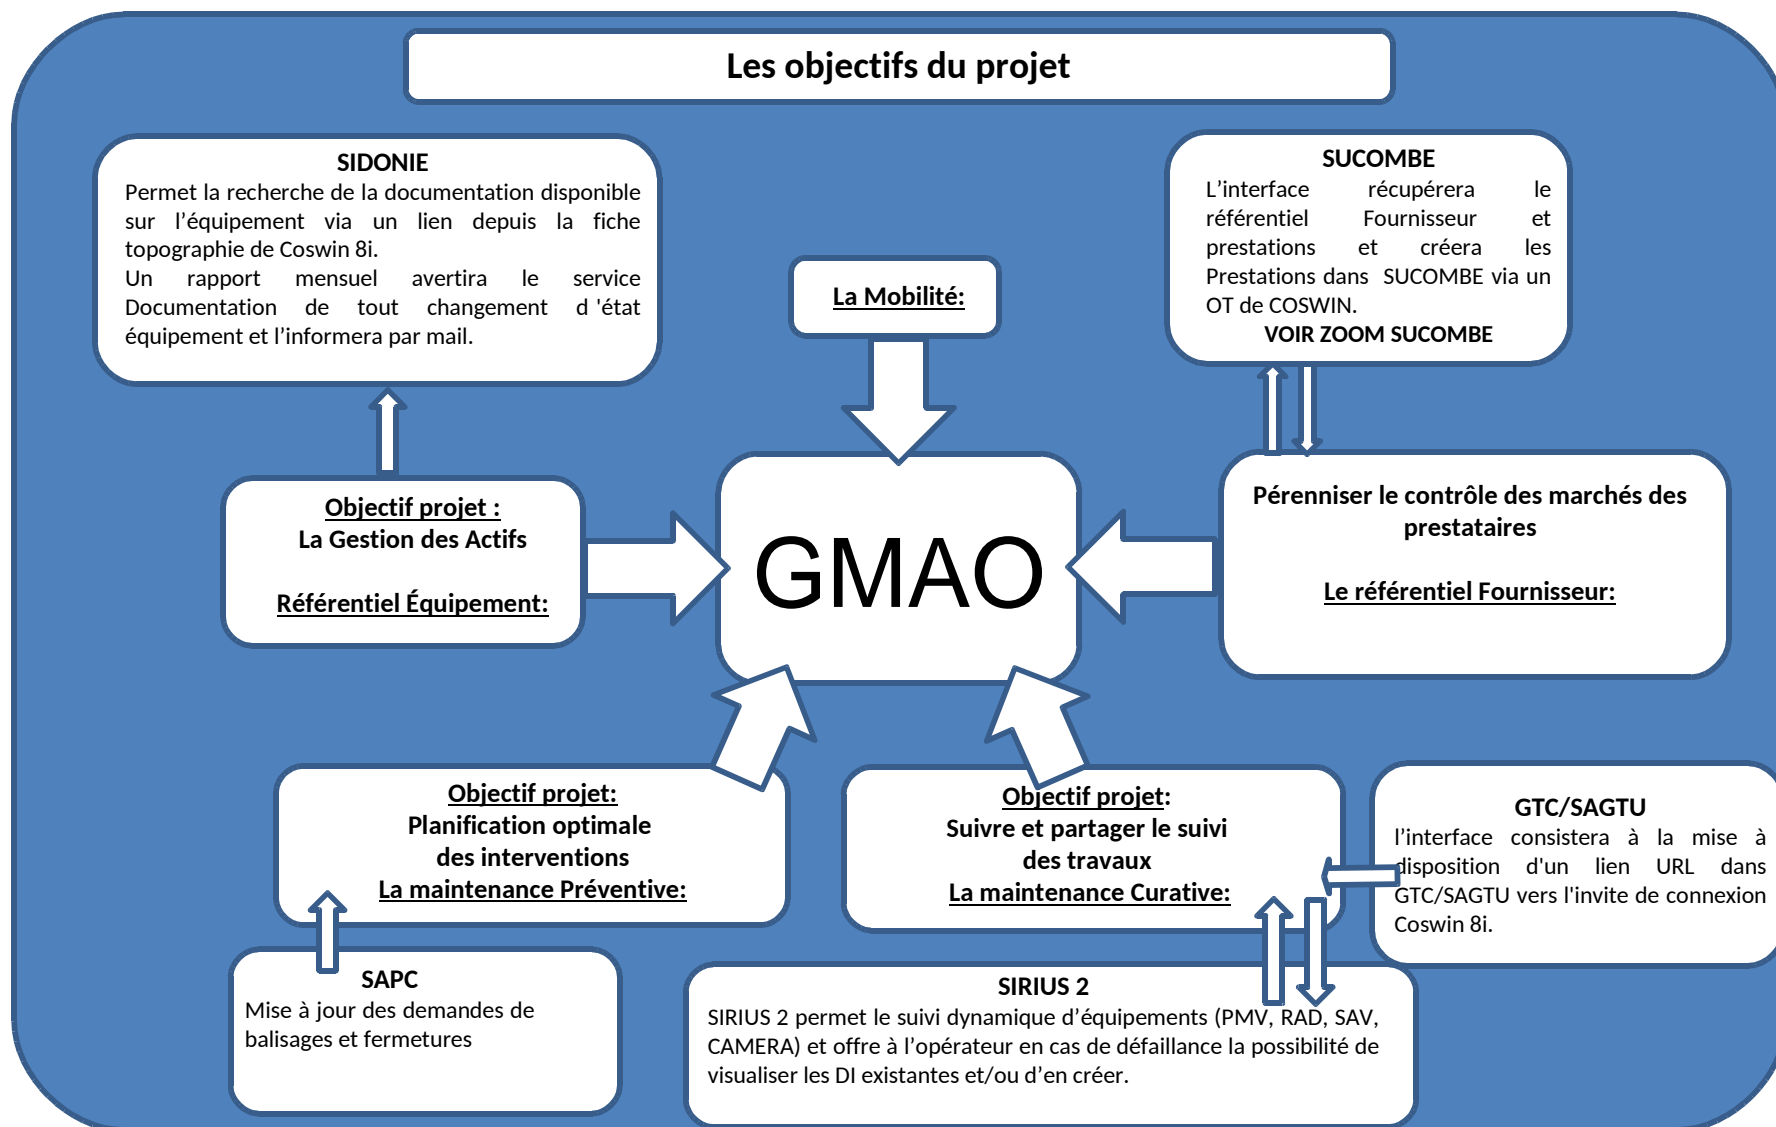 Les objectifs du projet
SIDONIE
Permet la recherche de la documentation disponible
sur l’équipement via un lien depuis la fiche
topographie de Coswin 8i.
Un rapport mensuel avertira le service
Documentation de tout changement d 'état
équipement et l’informera par mail.
SUCOMBE
L’interface récupérera le
référentiel Fournisseur et
prestations et créera les
Prestations dans SUCOMBE via un
OT de COSWIN.
VOIR ZOOM SUCOMBE
La Mobilité:
Objectif projet :
La Gestion des Actifs
Référentiel Équipement:
GMAO
Pérenniser le contrôle des marchés des
prestataires
Le référentiel Fournisseur:
Objectif projet:
Planification optimale
des interventions
La maintenance Préventive:
Objectif projet:
Suivre et partager le suivi
des travaux
La maintenance Curative:
GTC/SAGTU
l’interface consistera à la mise à
disposition d'un lien URL dans
GTC/SAGTU vers l'invite de connexion
Coswin 8i.
SAPC
Mise à jour des demandes de
balisages et fermetures
SIRIUS 2
SIRIUS 2 permet le suivi dynamique d’équipements (PMV, RAD, SAV,
CAMERA) et offre à l’opérateur en cas de défaillance la possibilité de
visualiser les DI existantes et/ou d’en créer.